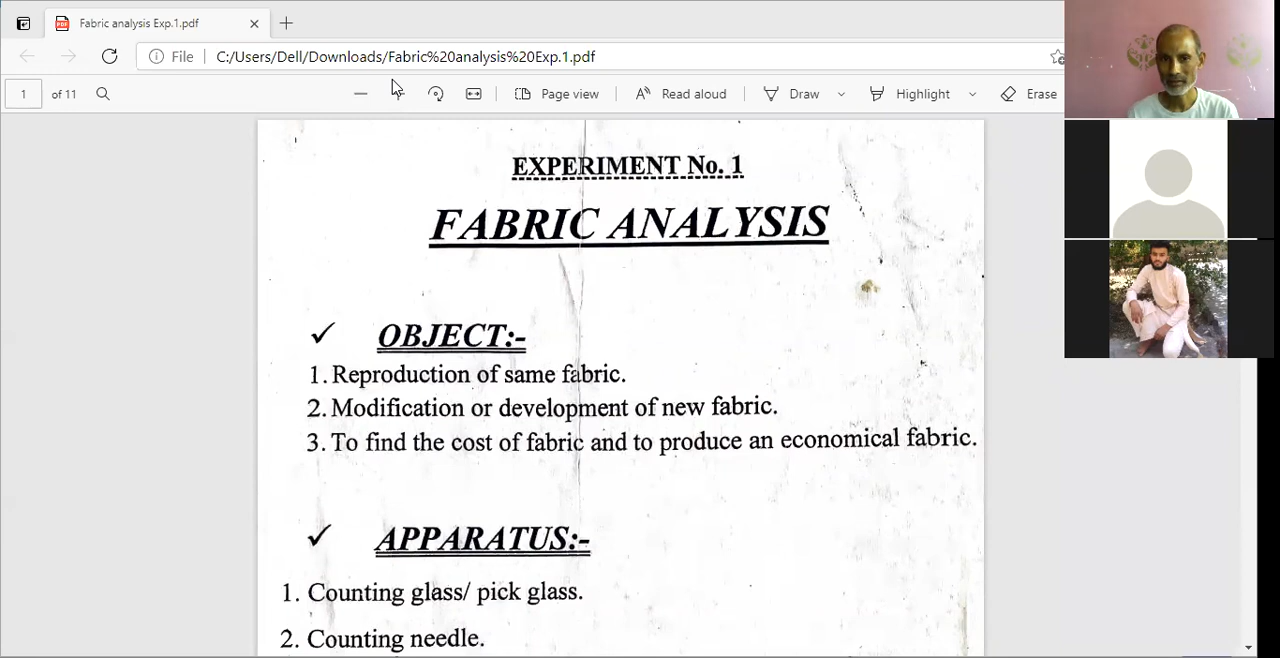 Fabric analysis Exp.1.pdf
File | C:/Users/Dell/Downloads/Fabric%20analysis%20Exp.1.pdf
1 of 11 Page view Read aloud Draw Highlight Erase
EXPERIMENT No. 1
FABRIC ANALYSIS
✓ OBJECT:-
1. Reproduction of same fabric.
2. Modification or development of new fabric.
3. To find the cost of fabric and to produce an economical fabric.
✓ APPARATUS:-
1. Counting glass/ pick glass.
2. Counting needle.